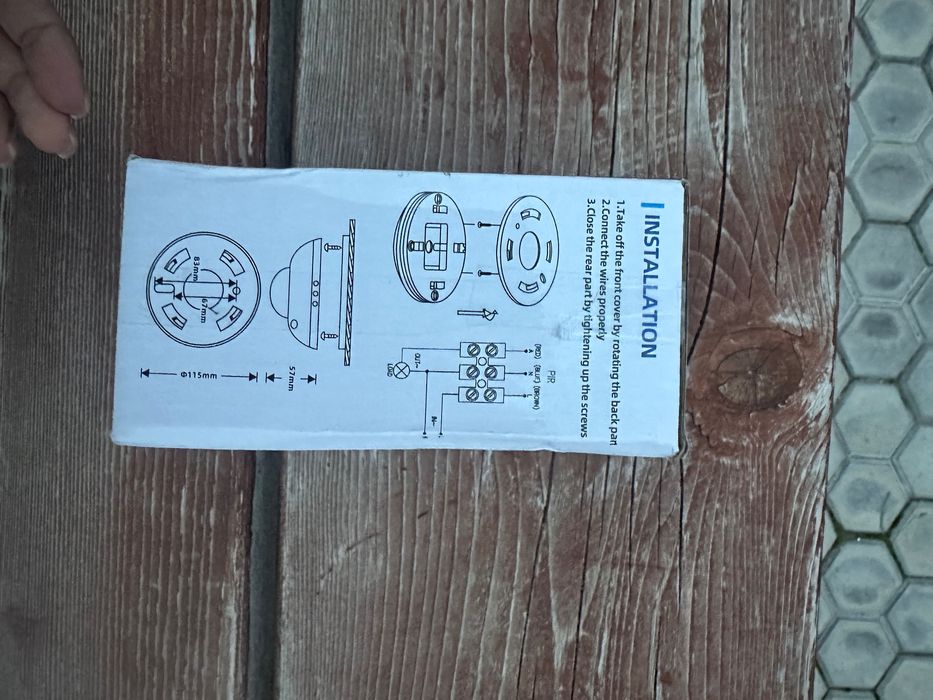 INSTALLATION
1.Take off the front cover by rotating the back part
2.Connect the wires properly
3.Close the rear part by tightening up the screws
PIR
(RED) (BLUE) (BROWN)
A N L
OUT~
LOAD
IN~
83mm
67mm
57mm
Φ115mm